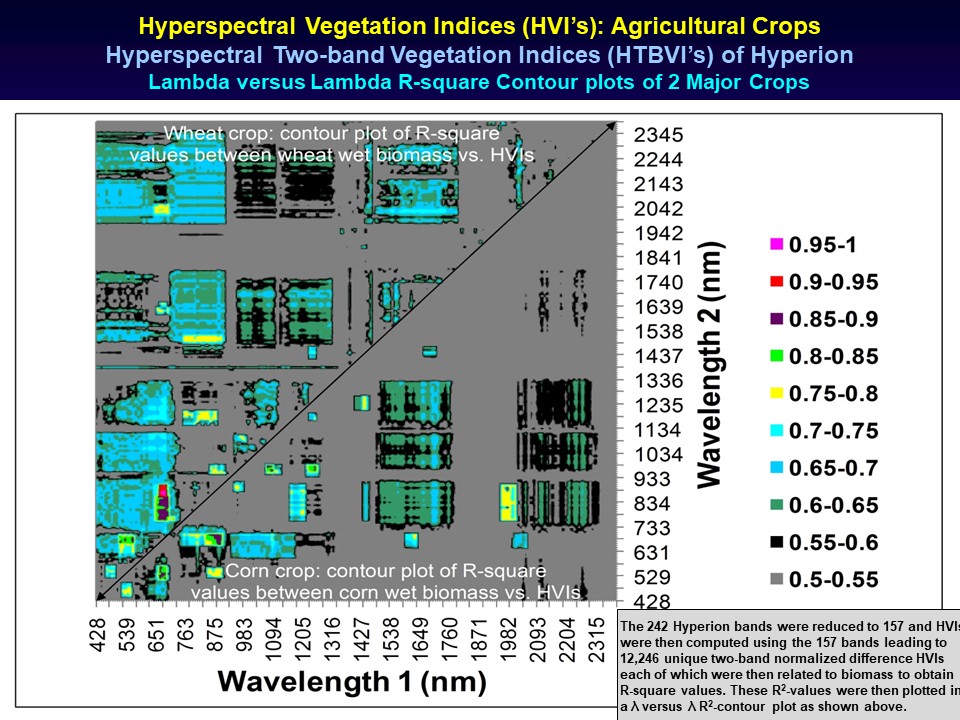 Hyperspectral Vegetation Indices (HVI's): Agricultural Crops
Hyperspectral Two-band Vegetation Indices (HTBVI's) of Hyperion
Lambda versus Lambda R-square Contour plots of 2 Major Crops
Wheat crop: contour plot of R-square
values between wheat wet biomass vs. HVIs
Corn crop: contour plot of R-square
values between corn wet biomass vs. HVIs
2345
2244
2143
2042
1942
1841
1740
1639
1538
1437
1336
1235
1134
1034
933
834
733
631
529
428
Wavelength 2 (nm)
0.95-1
0.9-0.95
0.85-0.9
0.8-0.85
0.75-0.8
0.7-0.75
0.65-0.7
0.6-0.65
0.55-0.6
0.5-0.55
428 539 651 763 875 983 1094 1205 1316 1427 1538 1649 1760 1871 1982 2093 2204 2315
Wavelength 1 (nm)
The 242 Hyperion bands were reduced to 157 and HVIs
were then computed using the 157 bands leading to
12,246 unique two-band normalized difference HVIs
each of which were then related to biomass to obtain
R-square values. These R²-values were then plotted in
a λ versus λ R²-contour plot as shown above.